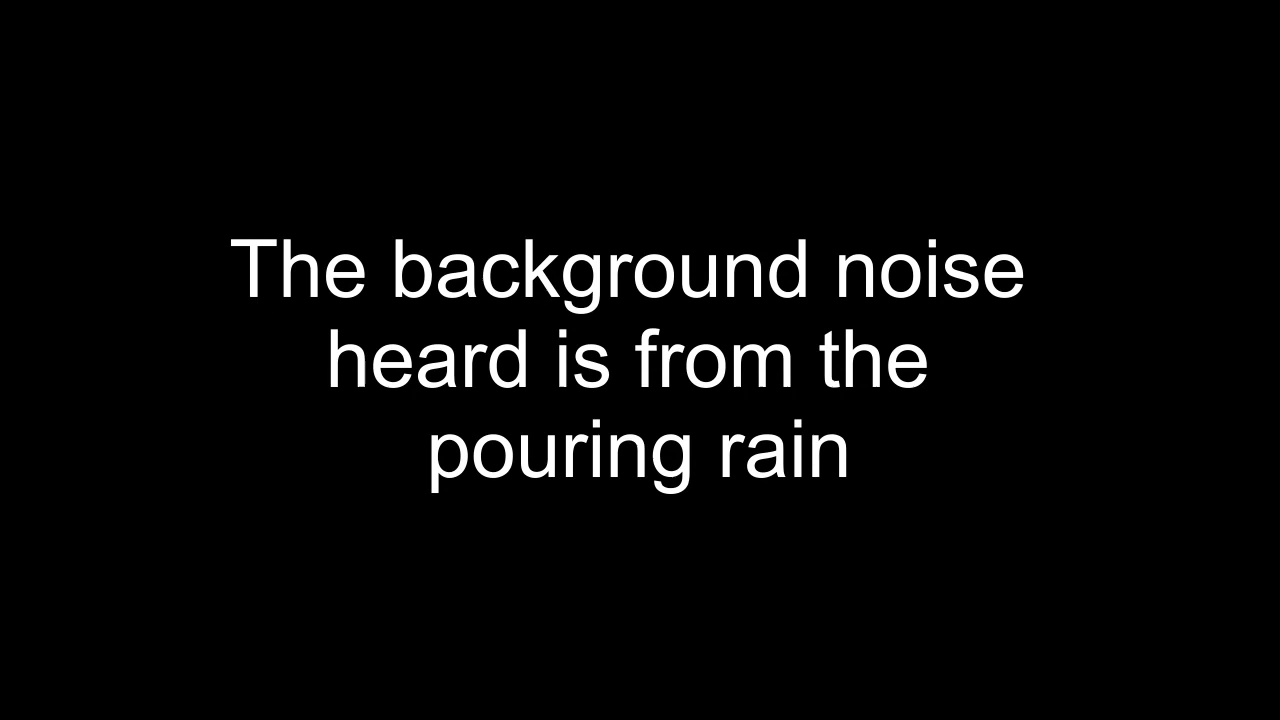 The background noise
heard is from the
pouring rain